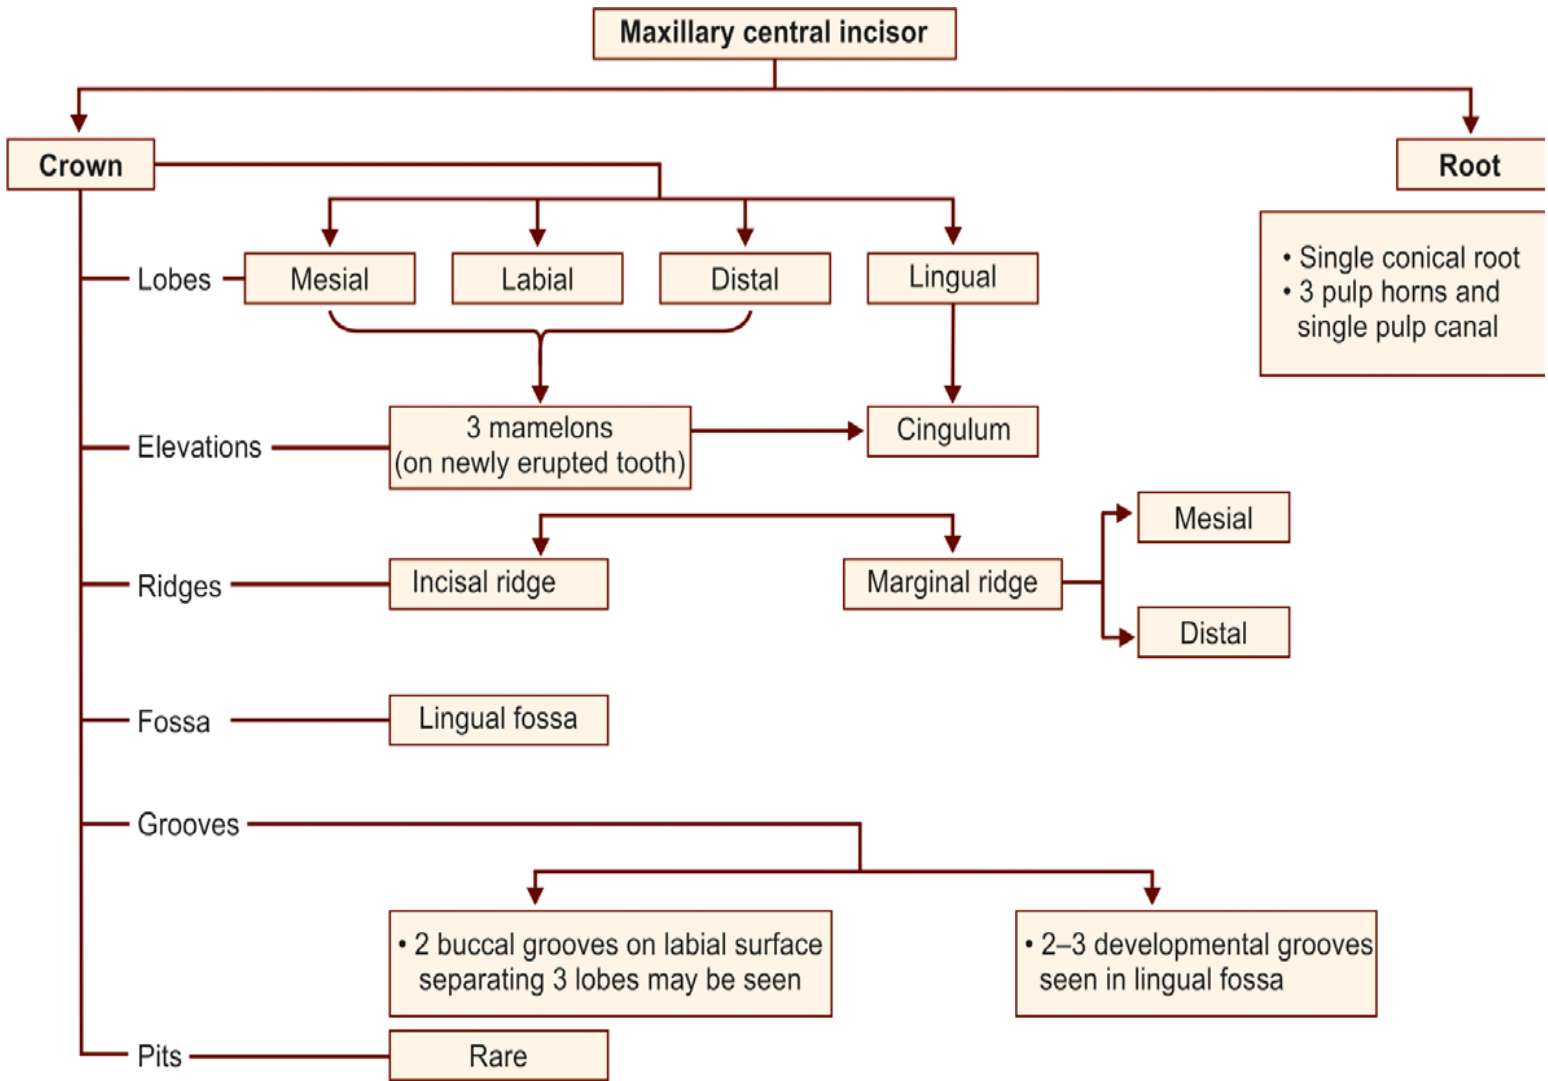 Maxillary central incisor
Crown
Root
Lobes
Mesial
Labial
Distal
Lingual
• Single conical root
• 3 pulp horns and
single pulp canal
Elevations
3 mamelons
(on newly erupted tooth)
Cingulum
Ridges
Incisal ridge
Marginal ridge
Mesial
Distal
Fossa
Lingual fossa
Grooves
• 2 buccal grooves on labial surface
separating 3 lobes may be seen
• 2–3 developmental grooves
seen in lingual fossa
Pits
Rare